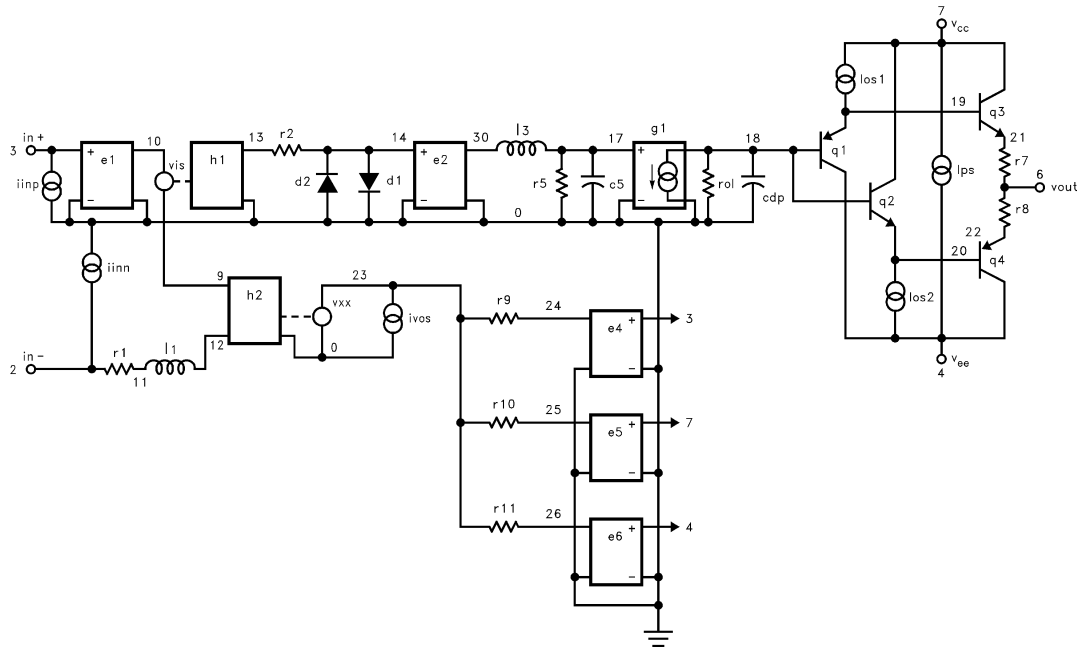 7
Vcc
Ios1
in+
10
13
r2
14
30
l3
17
g1
18
19
q3
3
+
e1
vis
h1
+
e2
+
q1
21
iinp
d2
d1
r5
c5
rol
Ips
r7
6
vout
−
−
−
cdp
q2
r8
0
22
20
q4
iinn
9
23
Ios2
h2
vxx
ivos
r9
24
+
3
e4
in−
r1
l1
12
0
Vee
2
11
−
4
r10
25
+
7
e5
−
r11
26
+
4
e6
−